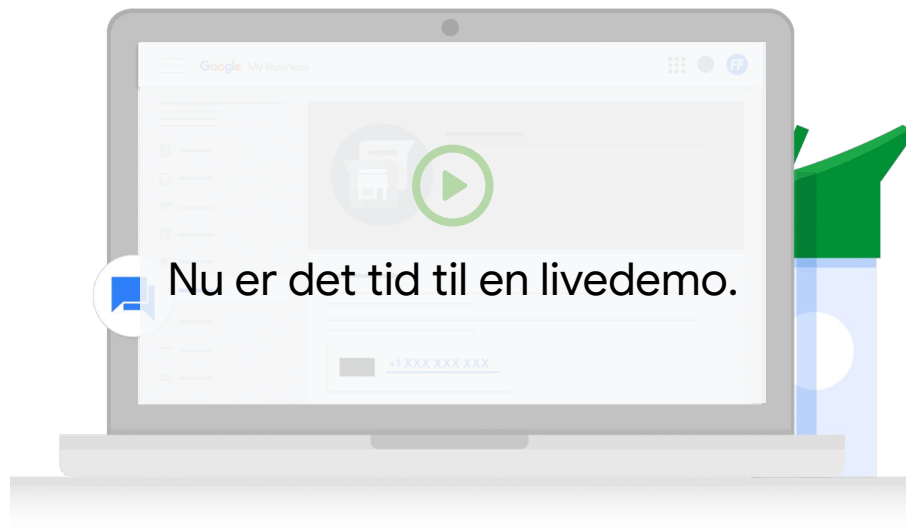 Google My Business
FF
Nu er det tid til en livedemo.
+1 XXX XXX XXX